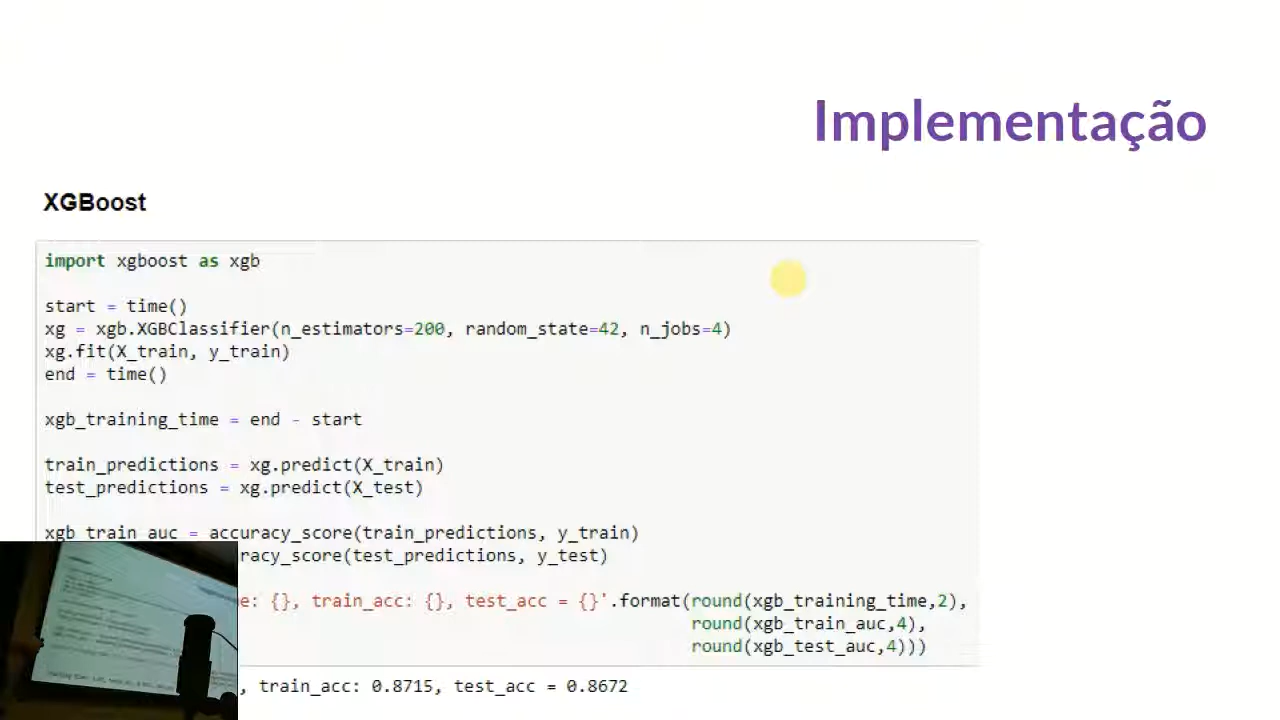 Implementação
XGBoost
import xgboost as xgb
start = time()
xg = xgb.XGBClassifier(n_estimators=200, random_state=42, n_jobs=4)
xg.fit(X_train, y_train)
end = time()
xgb_training_time = end - start
train_predictions = xg.predict(X_train)
test_predictions = xg.predict(X_test)
xgb_train_auc = accuracy_score(train_predictions, y_train)
racy_score(test_predictions, y_test)
e: {}, train_acc: {}, test_acc = {}'.format(round(xgb_training_time,2),
round(xgb_train_auc,4),
round(xgb_test_auc,4)))
, train_acc: 0.8715, test_acc = 0.8672